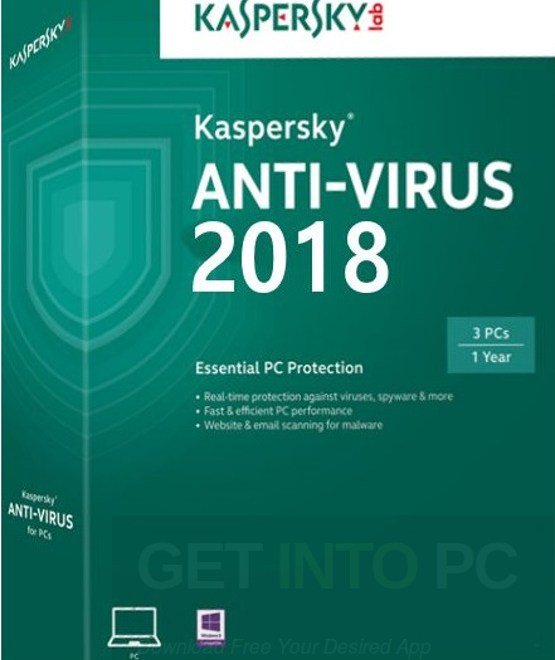 KASPERSKY lab
KASPERSKY
Kaspersky®
ANTI-VIRUS
2018
3 PCs
1 Year
Essential PC Protection
• Real-time protection against viruses, spyware & more
• Fast & efficient PC performance
• Website & email scanning for malware
Kaspersky®
ANTI-VIRUS
for PCs
GET INTO PC
Download Free Your Desired App
PC